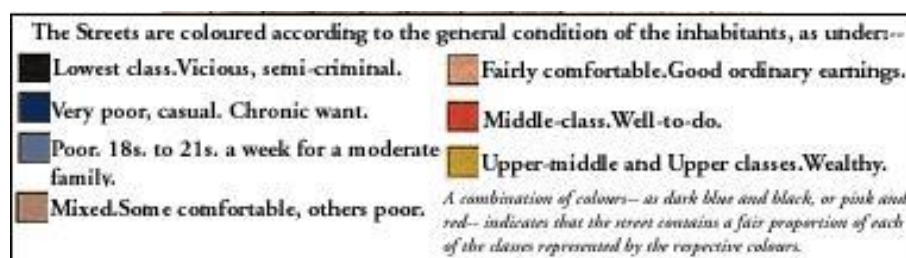 The Streets are coloured according to the general condition of the inhabitants, as under:--
Lowest class.Vicious, semi-criminal.
Very poor, casual. Chronic want.
Poor. 18s. to 21s. a week for a moderate
family.
Mixed.Some comfortable, others poor.
Fairly comfortable.Good ordinary earnings.
Middle-class.Well-to-do.
Upper-middle and Upper classes.Wealthy.
A combination of colours-- as dark blue and black, or pink and
red-- indicates that the street contains a fair proportion of each
of the classes represented by the respective colours.